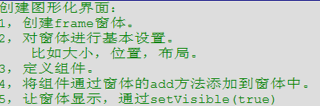 创建图形化界面：
1，创建frame窗体。
2，对窗体进行基本设置。
比如大小，位置，布局。
3，定义组件。
4，将组件通过窗体的add方法添加到窗体中。
5，让窗体显示，通过setVisible(true)